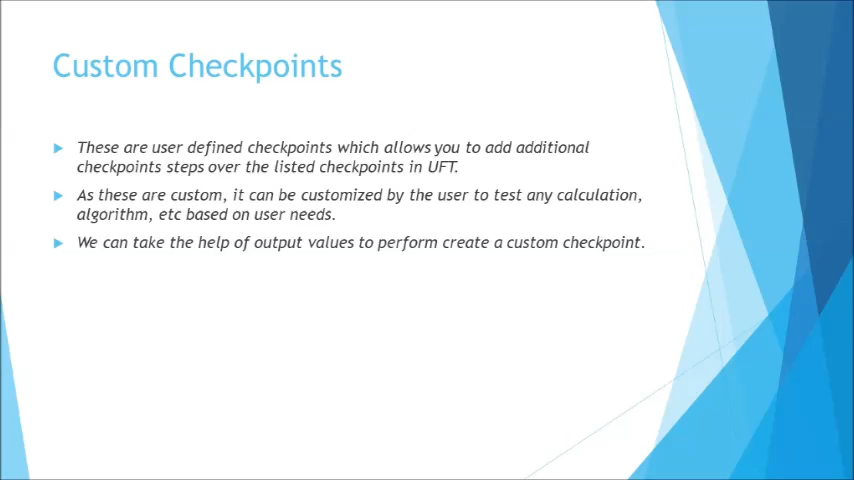 Custom Checkpoints
These are user defined checkpoints which allows you to add additional
checkpoints steps over the listed checkpoints in UFT.
As these are custom, it can be customized by the user to test any calculation,
algorithm, etc based on user needs.
We can take the help of output values to perform create a custom checkpoint.